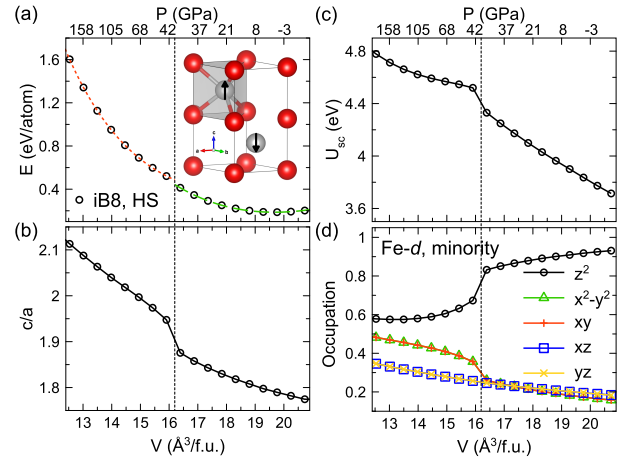 (a)
P (GPa)
158 105 68 42 37 21 8 -3
E (eV/atom)
1.6
1.2
0.8
0.4
iB8, HS
c
a
b
(b)
c/a
2.1
2
1.9
1.8
1.7
13 14 15 16 17 18 19 20
V (Å³/f.u.)
(c)
P (GPa)
158 105 68 42 37 21 8 -3
U_sc (eV)
4.8
4.4
4
3.6
(d)
Fe-d, minority
Occupation
1
0.8
0.6
0.4
0.2
z²
x²-y²
xy
xz
yz
13 14 15 16 17 18 19 20
V (Å³/f.u.)